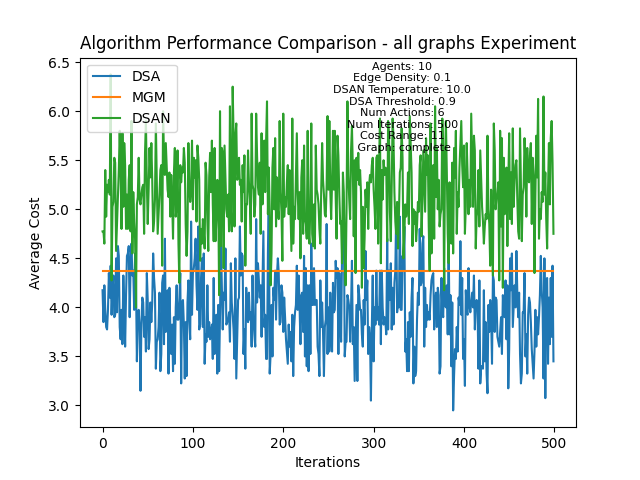 Algorithm Performance Comparison - all graphs Experiment
DSA
MGM
DSAN
Agents: 10
Edge Density: 0.1
DSAN Temperature: 10.0
DSA Threshold: 0.9
Num Actions: 6
Num Iterations: 500
Cost Range: 11
Graph: complete
Average Cost
6.5
6.0
5.5
5.0
4.5
4.0
3.5
3.0
0 100 200 300 400 500
Iterations